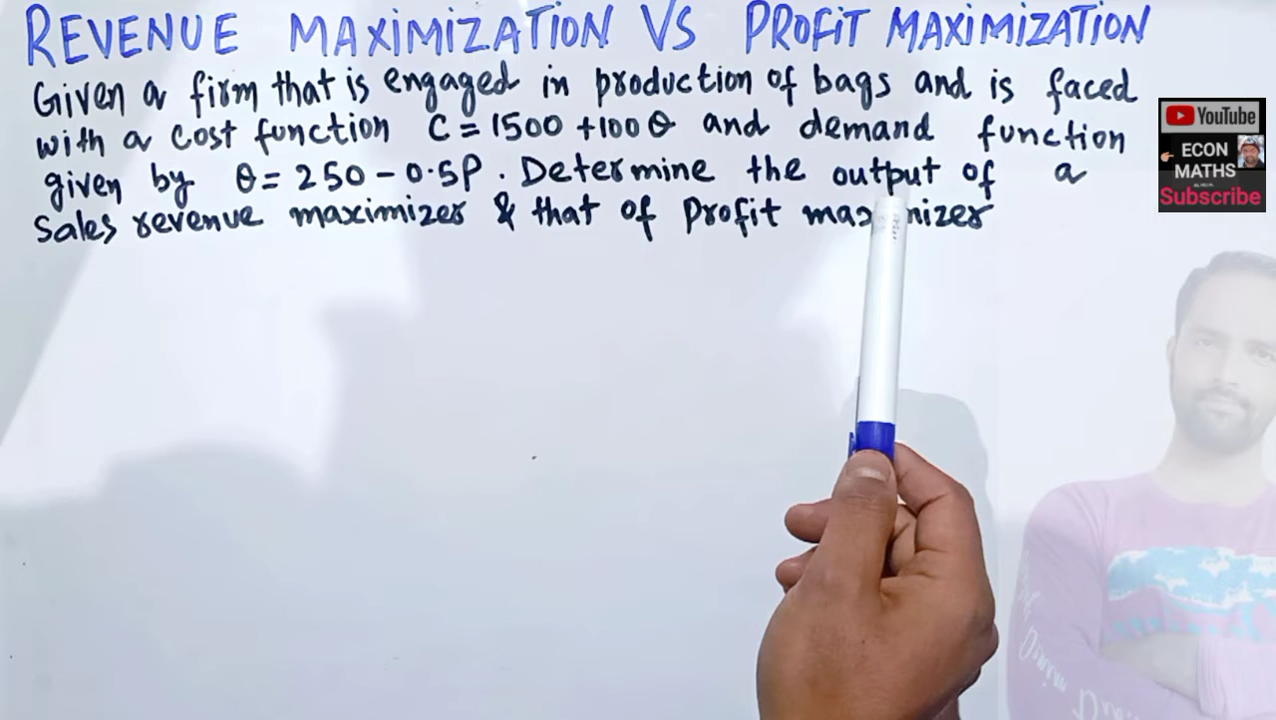 REVENUE MAXIMIZATION VS PROFIT MAXIMIZATION
Given a firm that is engaged in production of bags and is faced
with a cost function C = 1500 + 100Q and demand function
given by Q = 250 - 0.5P. Determine the output of a
Sales revenue maximizer & that of Profit maximizer
YouTube
ECON
MATHS
Subscribe